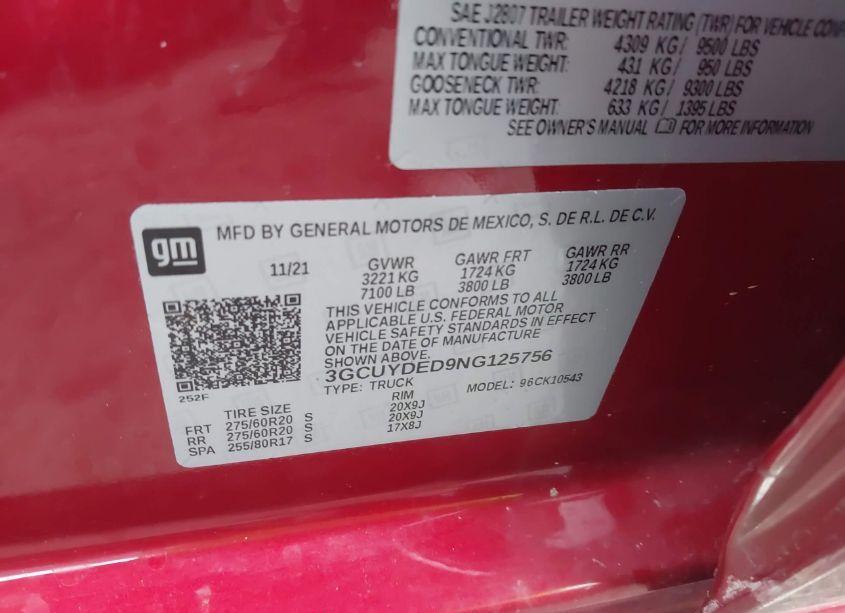 SAE J2807 TRAILER WEIGHT RATING (TWR) FOR VEHICLE
CONVENTIONAL TWR: 4309 KG/ 9500 LBS
MAX TONGUE WEIGHT: 431 KG/ 950 LBS
GOOSENECK TWR: 4218 KG/ 9300 LBS
MAX TONGUE WEIGHT: 633 KG/ 1395 LBS
SEE OWNER'S MANUAL FOR MORE INFORMATION
gm
MFD BY GENERAL MOTORS DE MEXICO, S. DE R.L. DE C.V.
11/21 GVWR GAWR FRT GAWR RR
3221 KG 1724 KG 1724 KG
7100 LB 3800 LB 3800 LB
THIS VEHICLE CONFORMS TO ALL
APPLICABLE U.S. FEDERAL MOTOR
VEHICLE SAFETY STANDARDS IN EFFECT
ON THE DATE OF MANUFACTURE
SHOWN ABOVE.
3GCUYDED9NG125756
252F
TYPE: TRUCK MODEL: 96CK10543
TIRE SIZE RIM
FRT 275/60R20 S 20X9J
RR 275/60R20 S 20X9J
SPA 255/80R17 S 17X8J